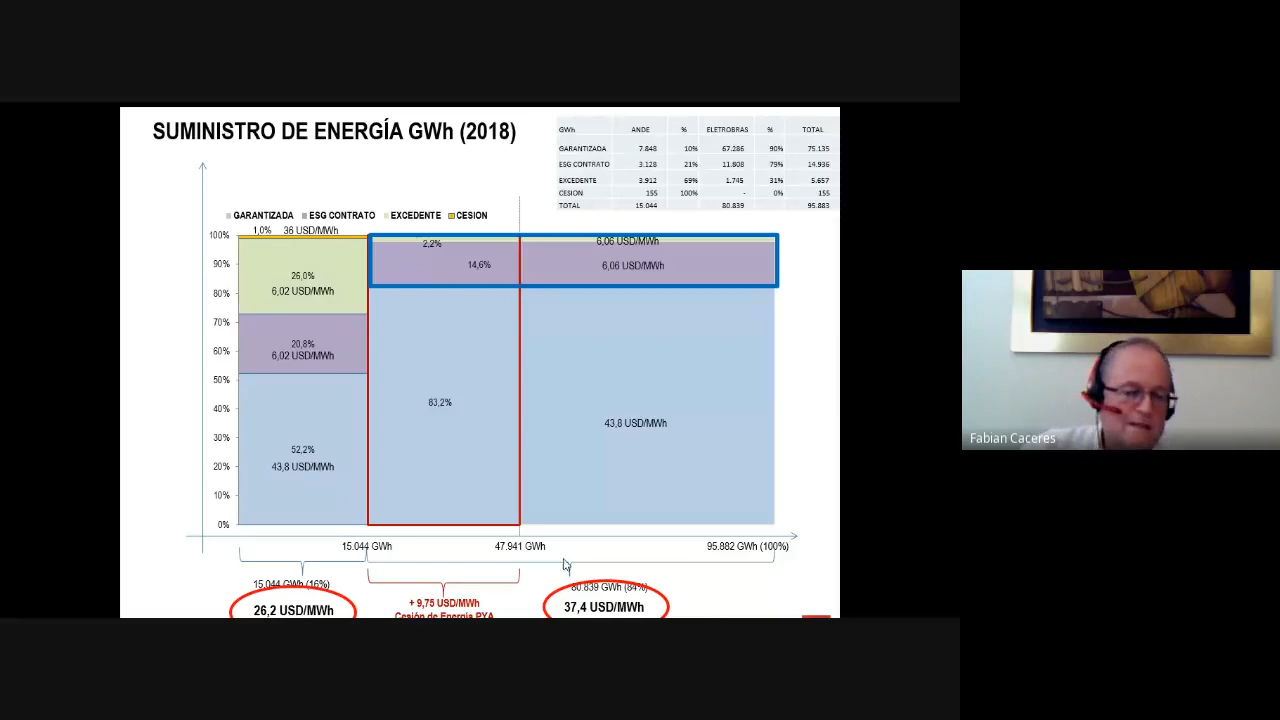 SUMINISTRO DE ENERGÍA GWh (2018)
GWh ANDE % ELETROBRAS % TOTAL
GARANTIZADA 7.848 10% 67.286 90% 75.135
ESG CONTRATO 3.128 21% 11.808 79% 14.936
EXCEDENTE 3.912 69% 1.745 31% 5.657
CESION 155 100% - 0% 155
TOTAL 15.044 80.839 95.883
GARANTIZADA ESG CONTRATO EXCEDENTE CESION
1,0% 36 USD/MWh
100%
90%
80%
70%
60%
50%
40%
30%
20%
10%
0%
26,0%
6,02 USD/MWh
20,8%
6,02 USD/MWh
52,2%
43,8 USD/MWh
2,2%
14,6%
83,2%
6,06 USD/MWh
6,06 USD/MWh
43,8 USD/MWh
15.044 GWh 47.941 GWh 95.882 GWh (100%)
15.044 GWh (16%)
26,2 USD/MWh
+ 9,75 USD/MWh
Cesión de Energía PYA
80.839 GWh (84%)
37,4 USD/MWh
Fabian Caceres